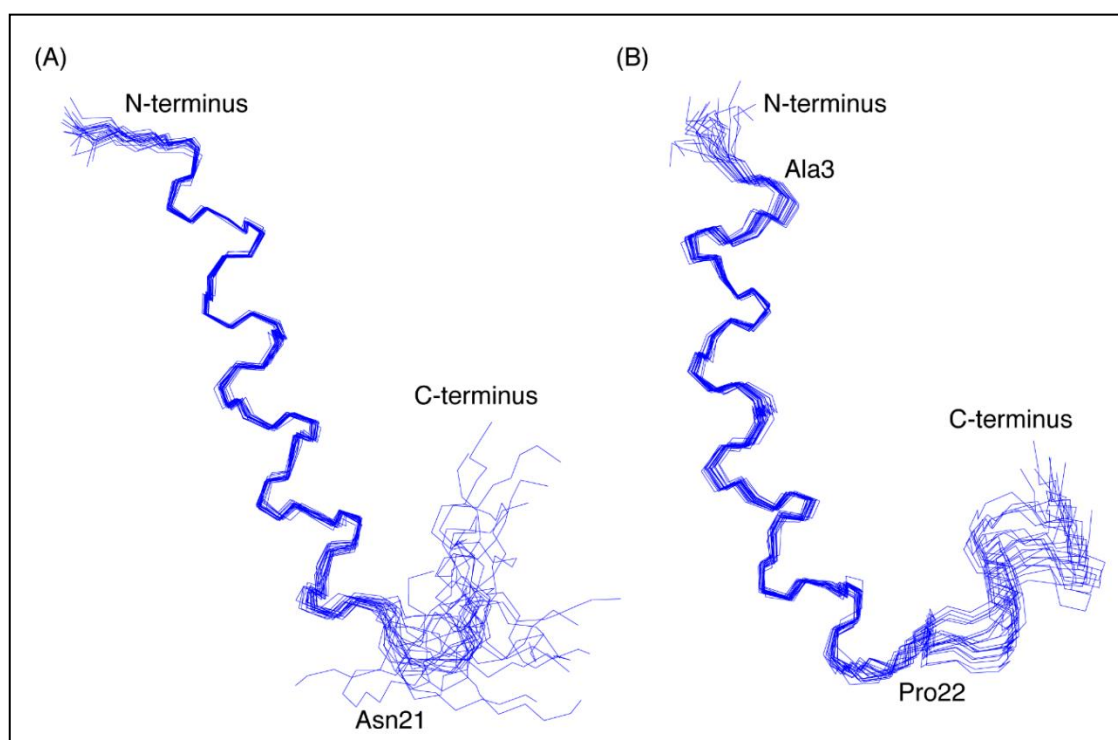 (A)
N-terminus
C-terminus
Asn21
(B)
N-terminus
Ala3
C-terminus
Pro22